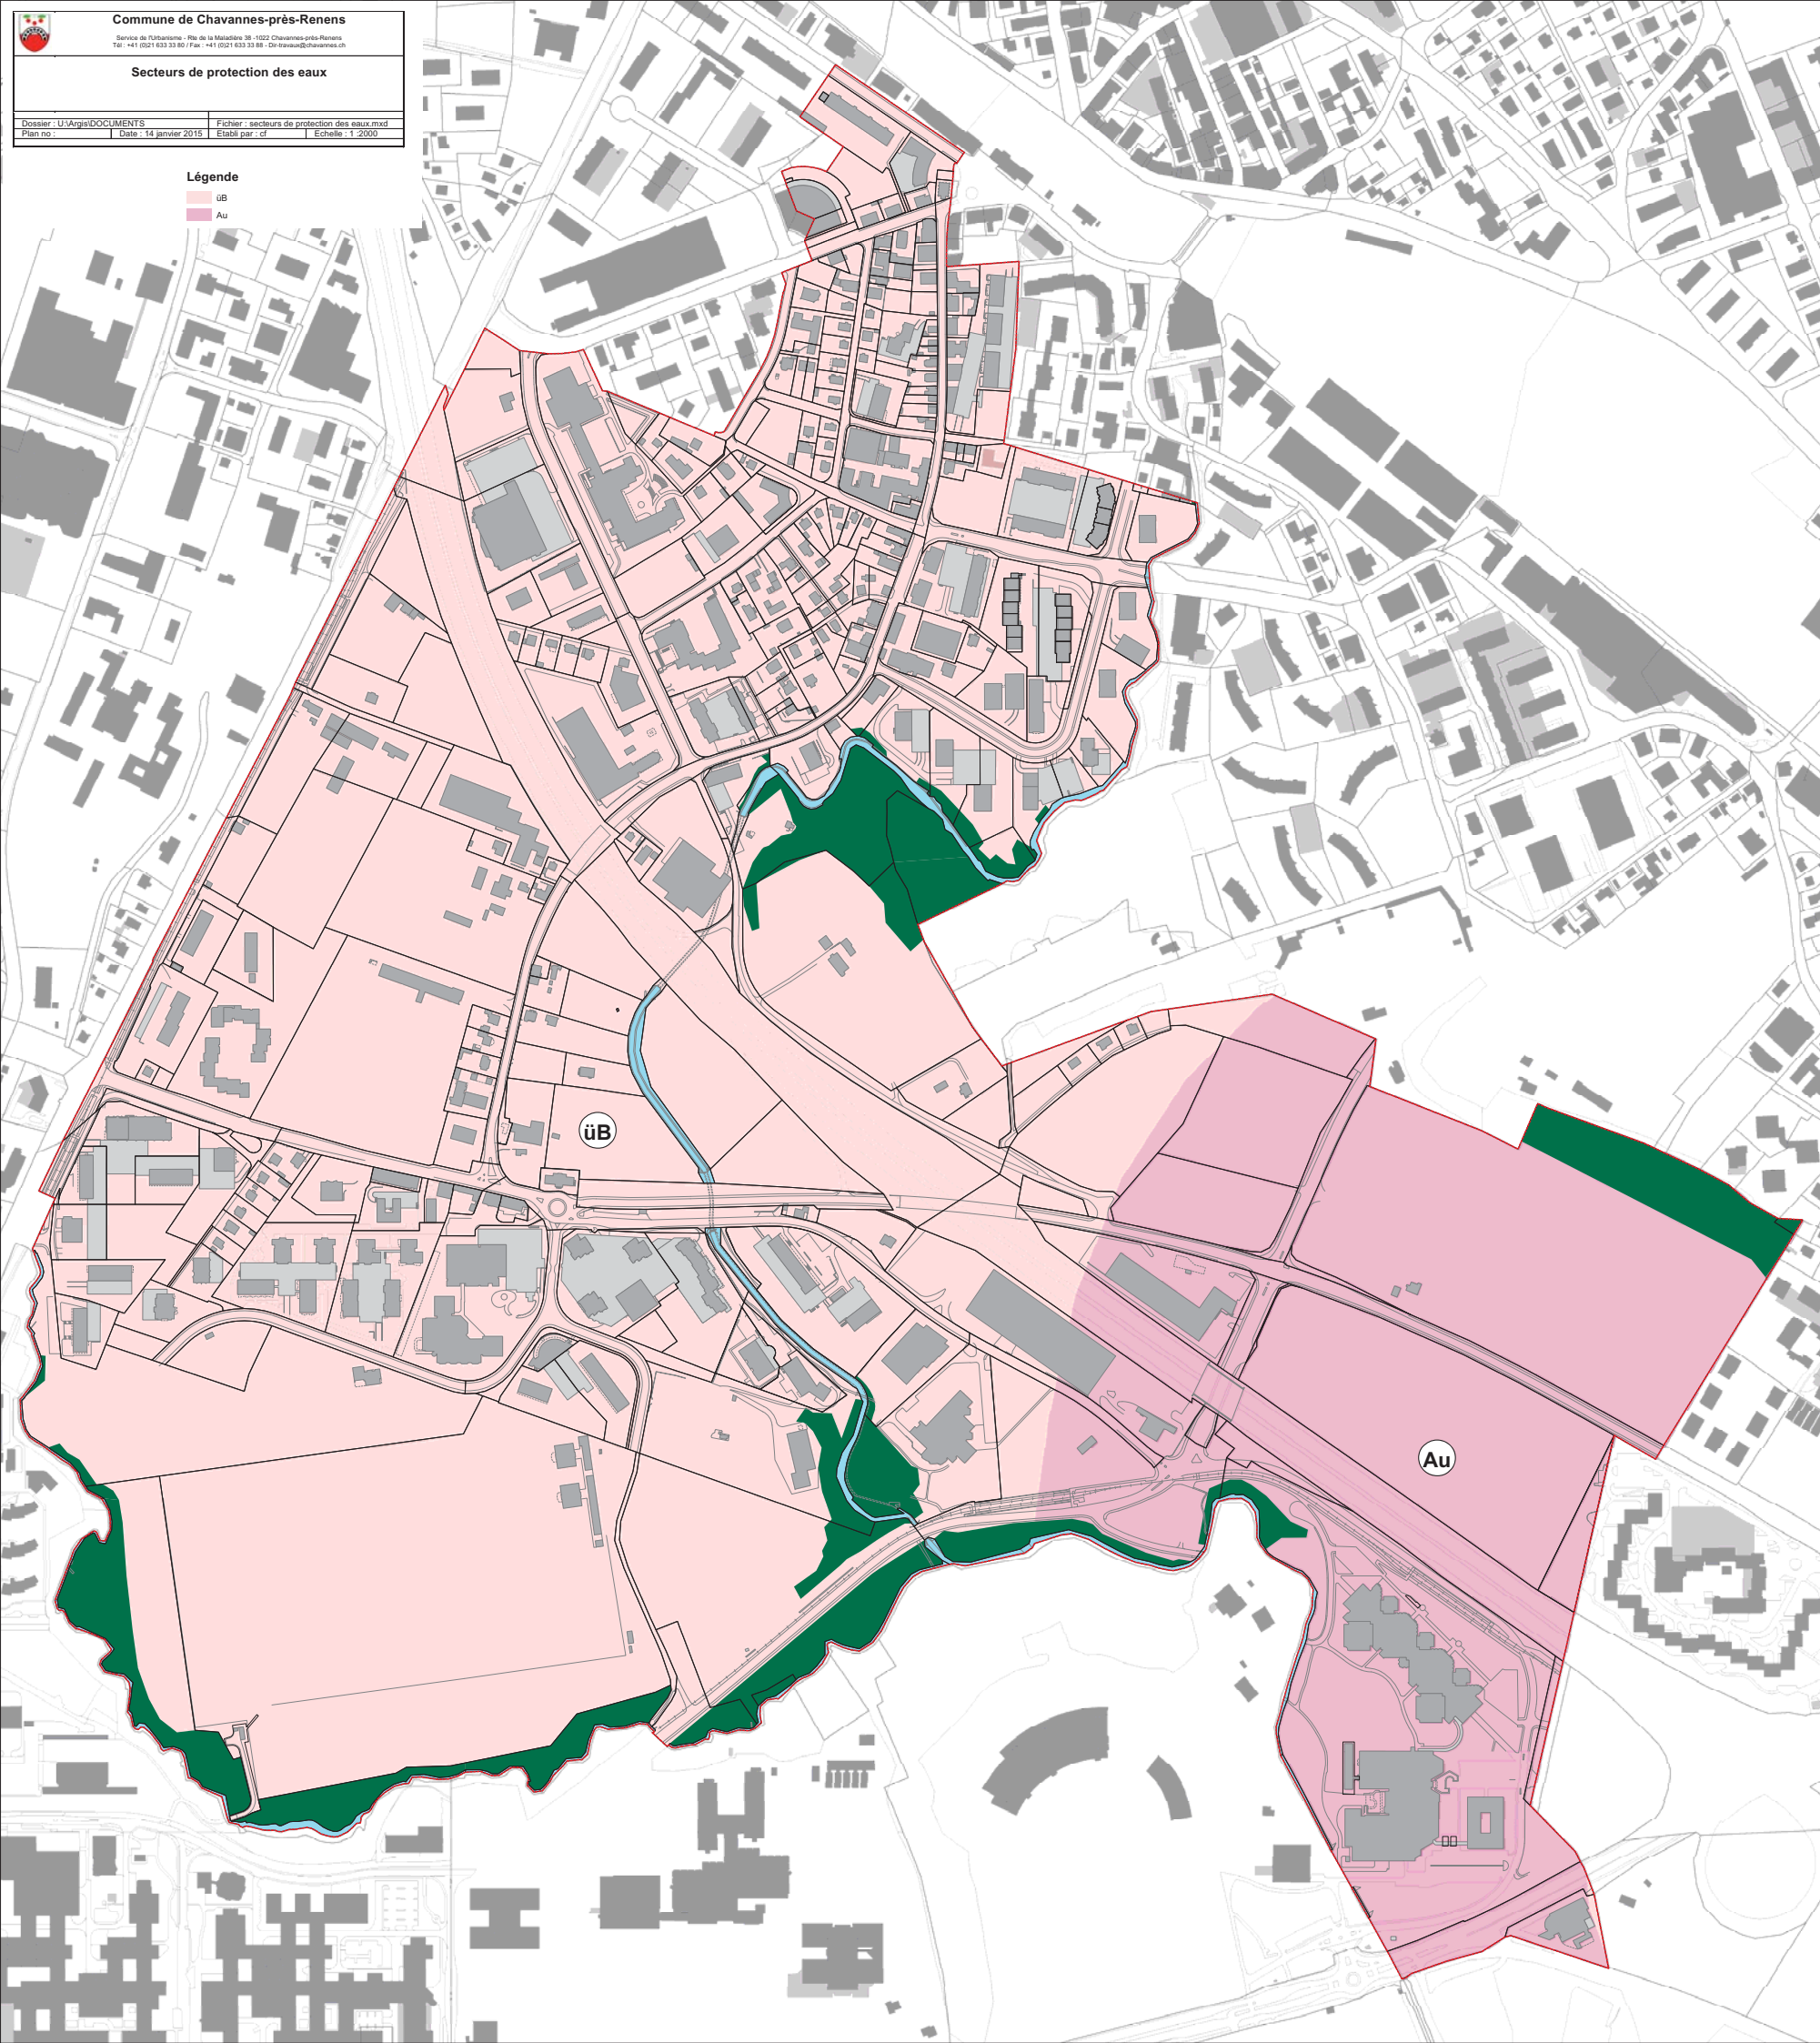 Commune de Chavannes-près-Renens
Service de l'Urbanisme - Rte de la Maladière 38 -1022 Chavannes-près-Renens
Tél : +41 (0)21 633 33 80 / Fax : +41 (0)21 633 33 88 - Dir-travaux@chavannes.ch
Secteurs de protection des eaux
Dossier : U:\Argis\DOCUMENTS Fichier : secteurs de protection des eaux.mxd
Plan no : Date : 14 janvier 2015 Etabli par : cf Echelle : 1 :2000
Légende
üB
Au
üB
Au